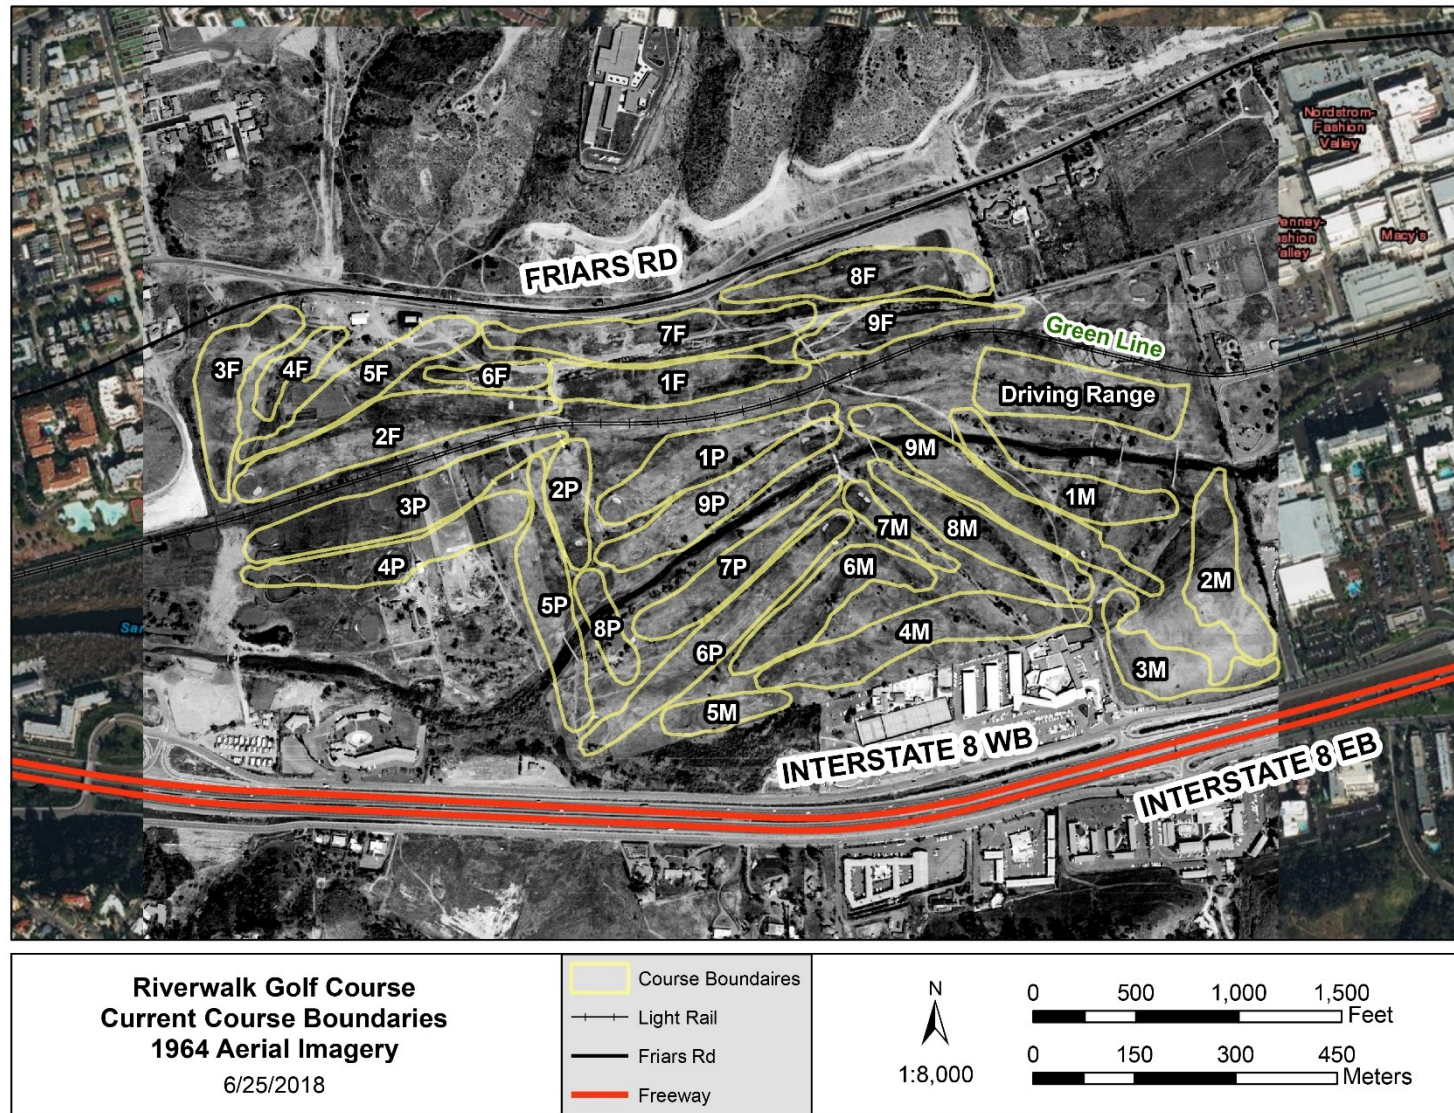 Nordstrom-
Fashion
Valley
enney-
shion
alley
Macy's
FRIARS RD
8F
7F
9F
Green Line
3F
4F
5F
6F
1F
Driving Range
2F
1P
9M
2P
3P
9P
1M
7M
8M
4P
7P
6M
2M
5P
8P
Sa
4M
6P
3M
5M
INTERSTATE 8 WB
INTERSTATE 8 EB
Riverwalk Golf Course
Current Course Boundaries
1964 Aerial Imagery
6/25/2018
Course Boundaires
Light Rail
Friars Rd
Freeway
N
1:8,000
0 500 1,000 1,500
Feet
0 150 300 450
Meters